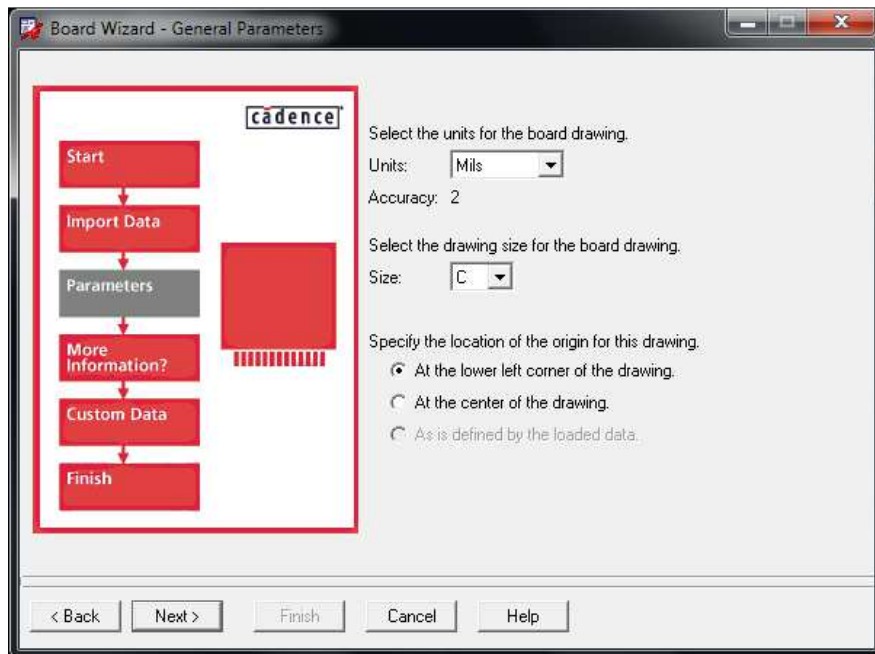 Board Wizard - General Parameters
cādence
Start
Import Data
Parameters
More
Information?
Custom Data
Finish
Select the units for the board drawing.
Units: Mils
Accuracy: 2
Select the drawing size for the board drawing.
Size: C
Specify the location of the origin for this drawing.
At the lower left corner of the drawing.
At the center of the drawing.
As is defined by the loaded data.
< Back Next > Finish Cancel Help